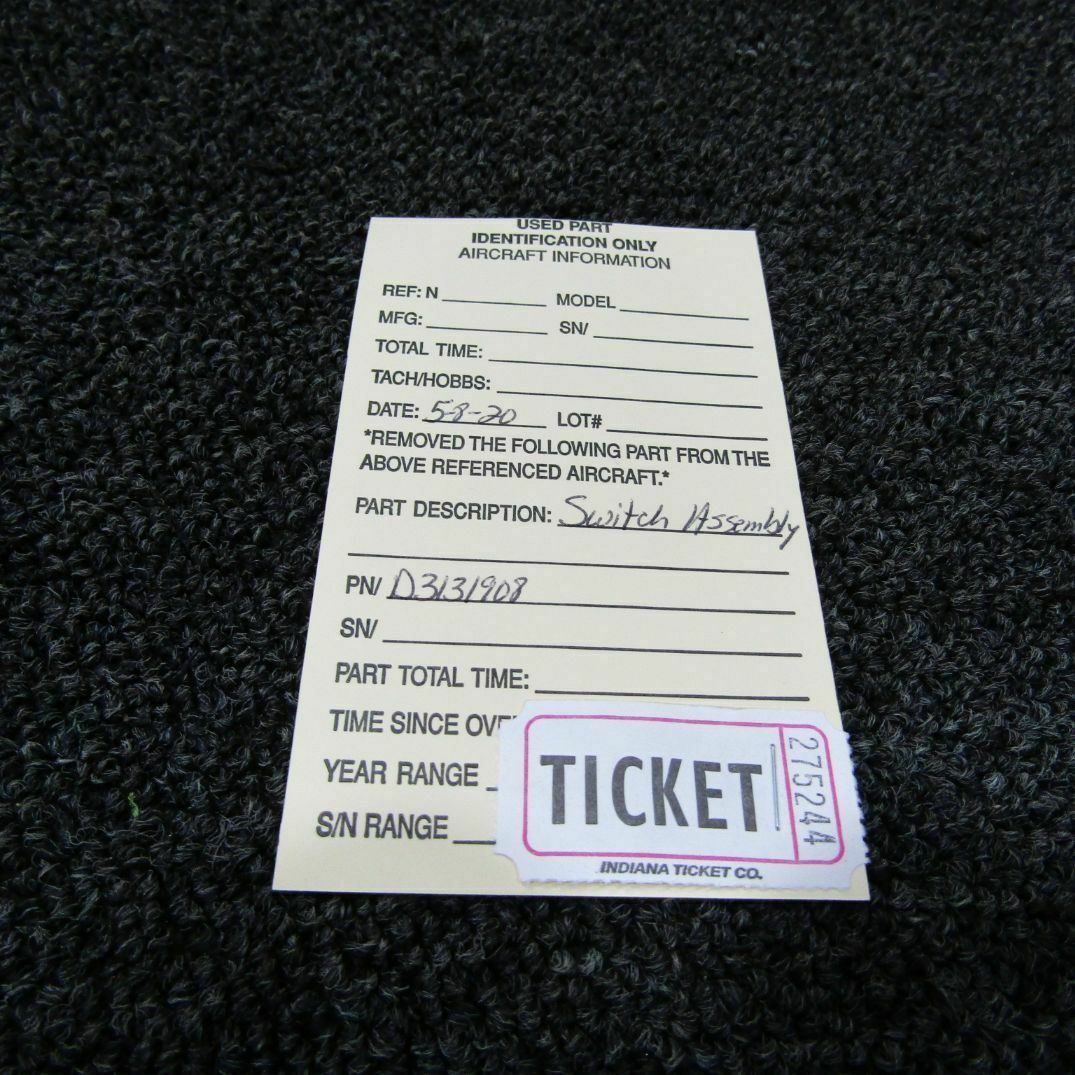 USED PART
IDENTIFICATION ONLY
AIRCRAFT INFORMATION
REF: N MODEL
MFG: SN/
TOTAL TIME:
TACH/HOBBS:
DATE: 5-8-20 LOT#
*REMOVED THE FOLLOWING PART FROM THE
ABOVE REFERENCED AIRCRAFT.*
PART DESCRIPTION: Switch Assembly
PN/ D3131908
SN/
PART TOTAL TIME:
TIME SINCE OVE
YEAR RANGE
S/N RANGE
TICKET
275244
INDIANA TICKET CO.